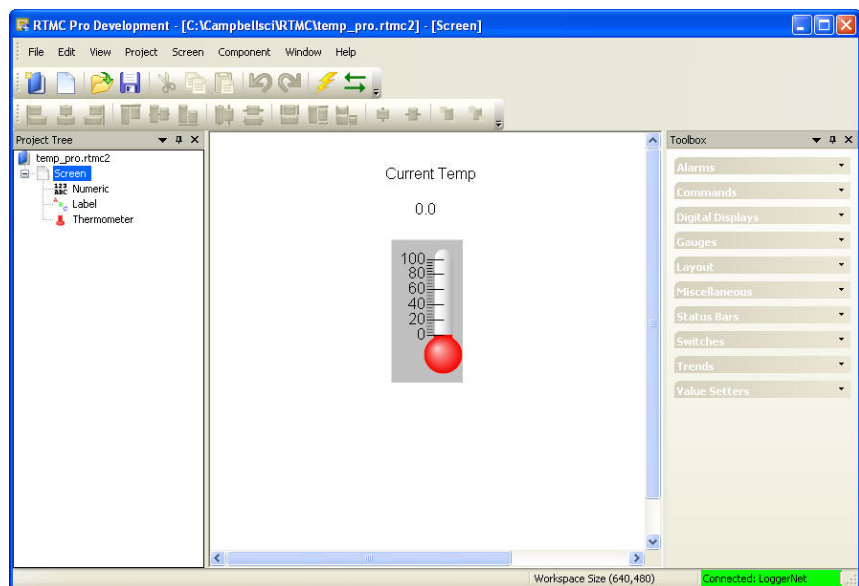 RTMC Pro Development - [C:\Campbellsci\RTMC\temp_pro.rtmc2] - [Screen]
File Edit View Project Screen Component Window Help
Project Tree
temp_pro.rtmc2
Screen
123 ABC Numeric
A B C Label
Thermometer
Current Temp
0.0
100
80
60
40
20
0
Toolbox
Alarms
Commands
Digital Displays
Gauges
Layout
Miscellaneous
Status Bars
Switches
Trends
Value Setters
Workspace Size (640,480)
Connected: LoggerNet